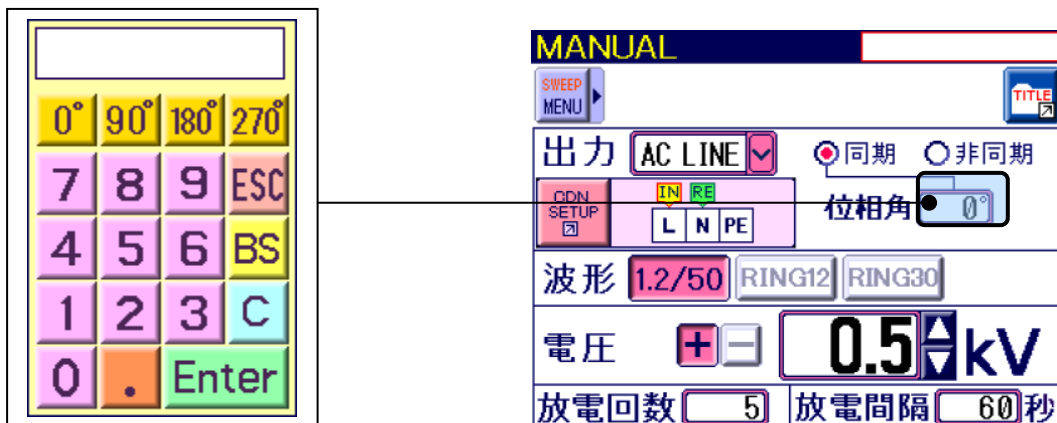 0° 90° 180° 270°
7 8 9 ESC
4 5 6 BS
1 2 3 C
0 . Enter
MANUAL
SWEEP
MENU
TITLE
出力 AC LINE 同期 非同期
CDN
SETUP
IN RE
L N PE
位相角 0°
波形 1.2/50 RING12 RING30
電圧 + - 0.5 kV
放電回数 5 放電間隔 60 秒